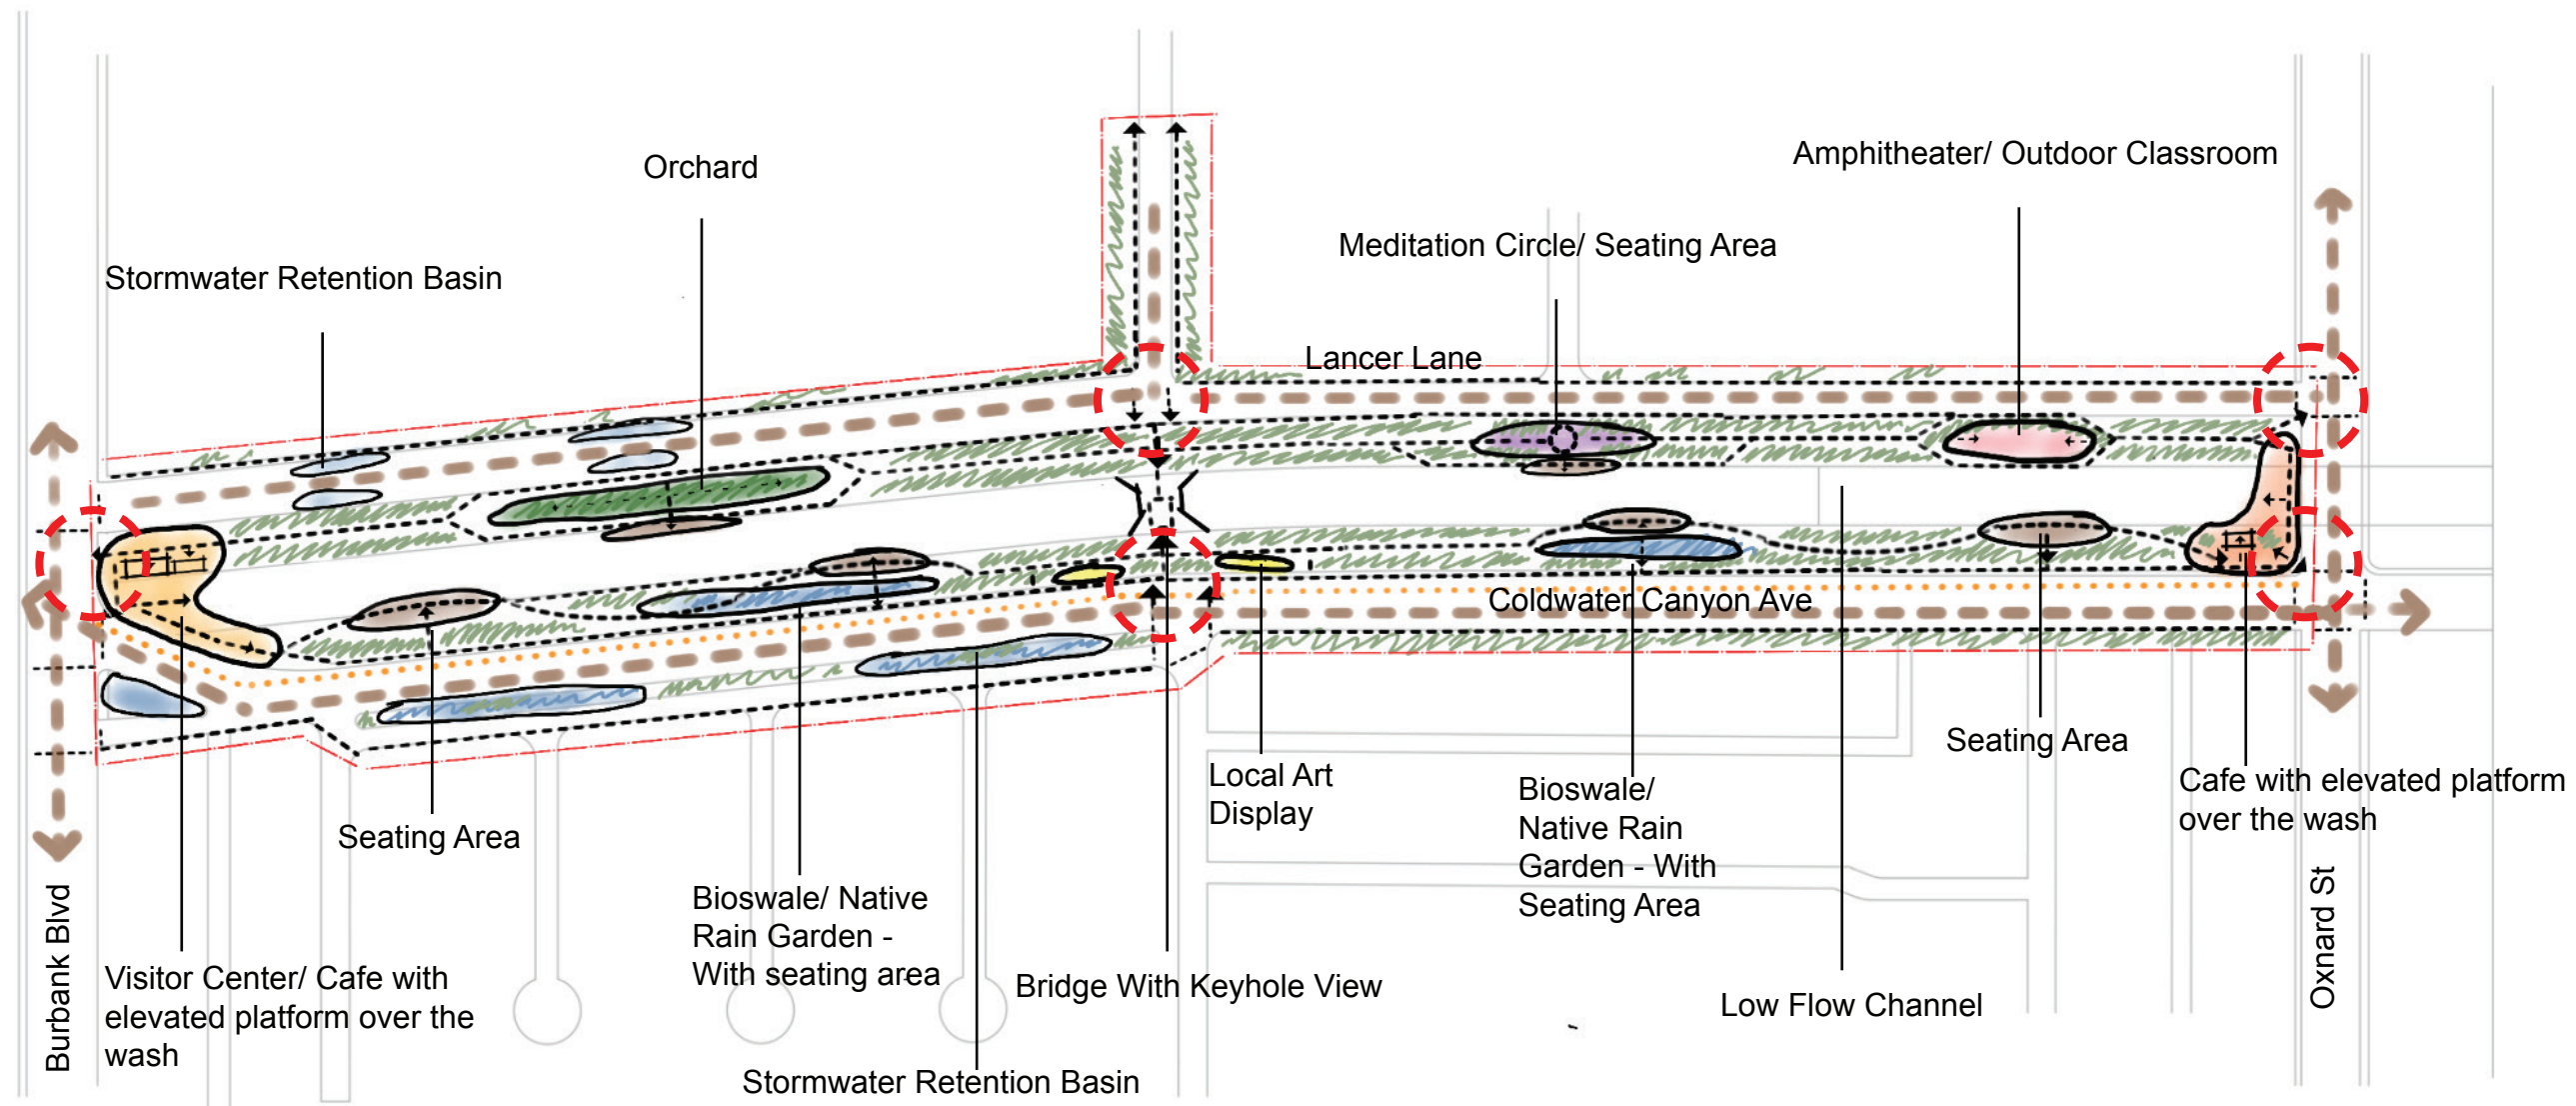 Orchard
Amphitheater/ Outdoor Classroom
Meditation Circle/ Seating Area
Stormwater Retention Basin
Lancer Lane
Coldwater Canyon Ave
Seating Area
Local Art
Display
Bioswale/
Native Rain
Garden - With
Seating Area
Cafe with elevated platform
over the wash
Seating Area
Bioswale/ Native
Rain Garden -
With seating area
Burbank Blvd
Visitor Center/ Cafe with
elevated platform over the
wash
Bridge With Keyhole View
Low Flow Channel
Oxnard St
Stormwater Retention Basin